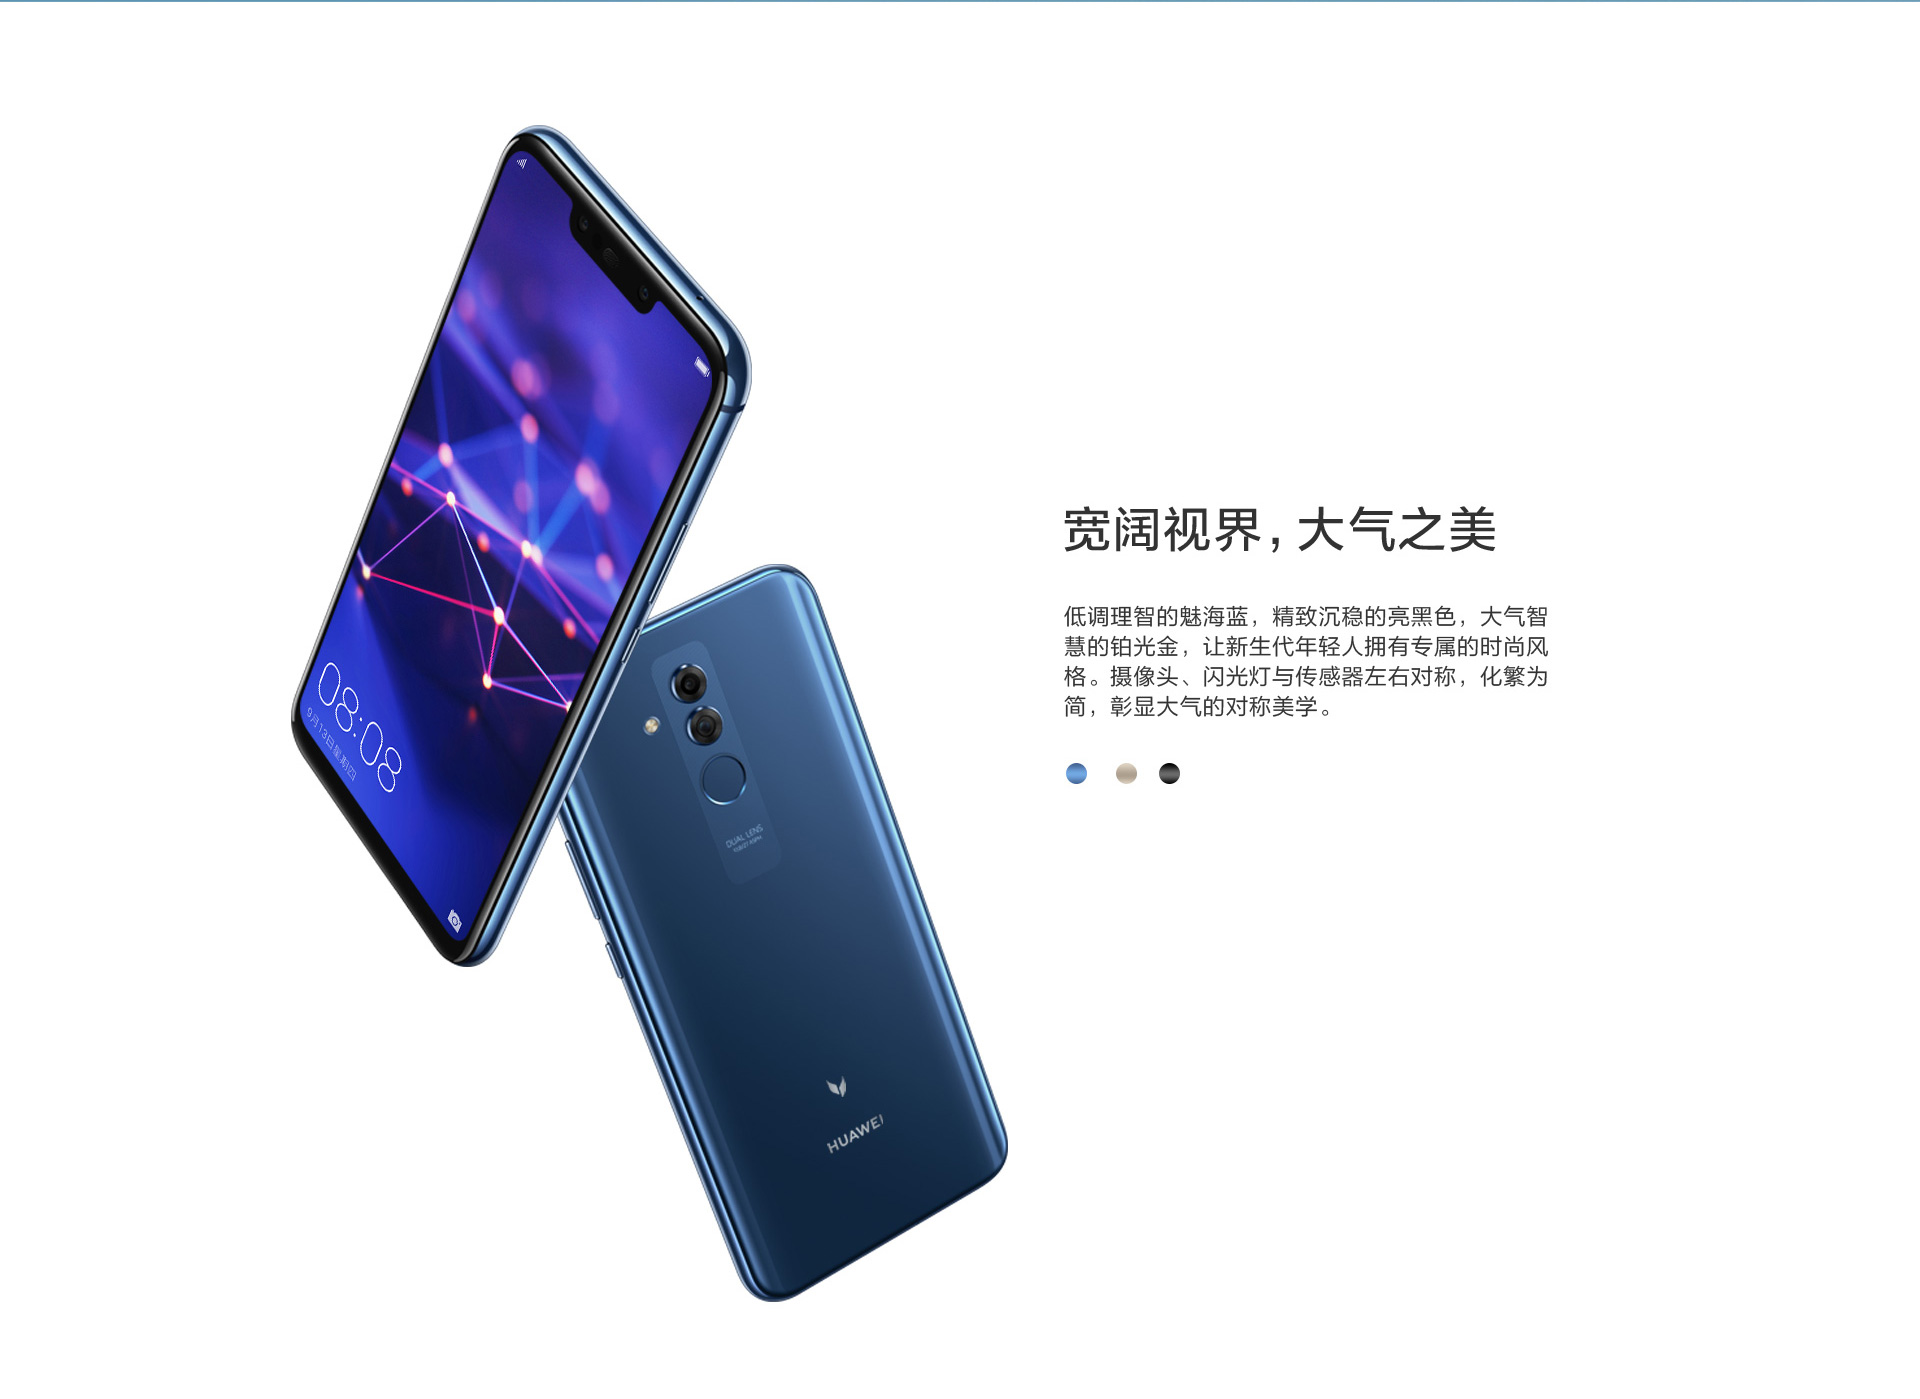 08:08
9月13日 星期四
DUAL LENS
HUAWEI
宽阔视界，大气之美
低调理智的魅海蓝，精致沉稳的亮黑色，大气智
慧的铂光金，让新生代年轻人拥有专属的时尚风
格。摄像头、闪光灯与传感器左右对称，化繁为
简，彰显大气的对称美学。